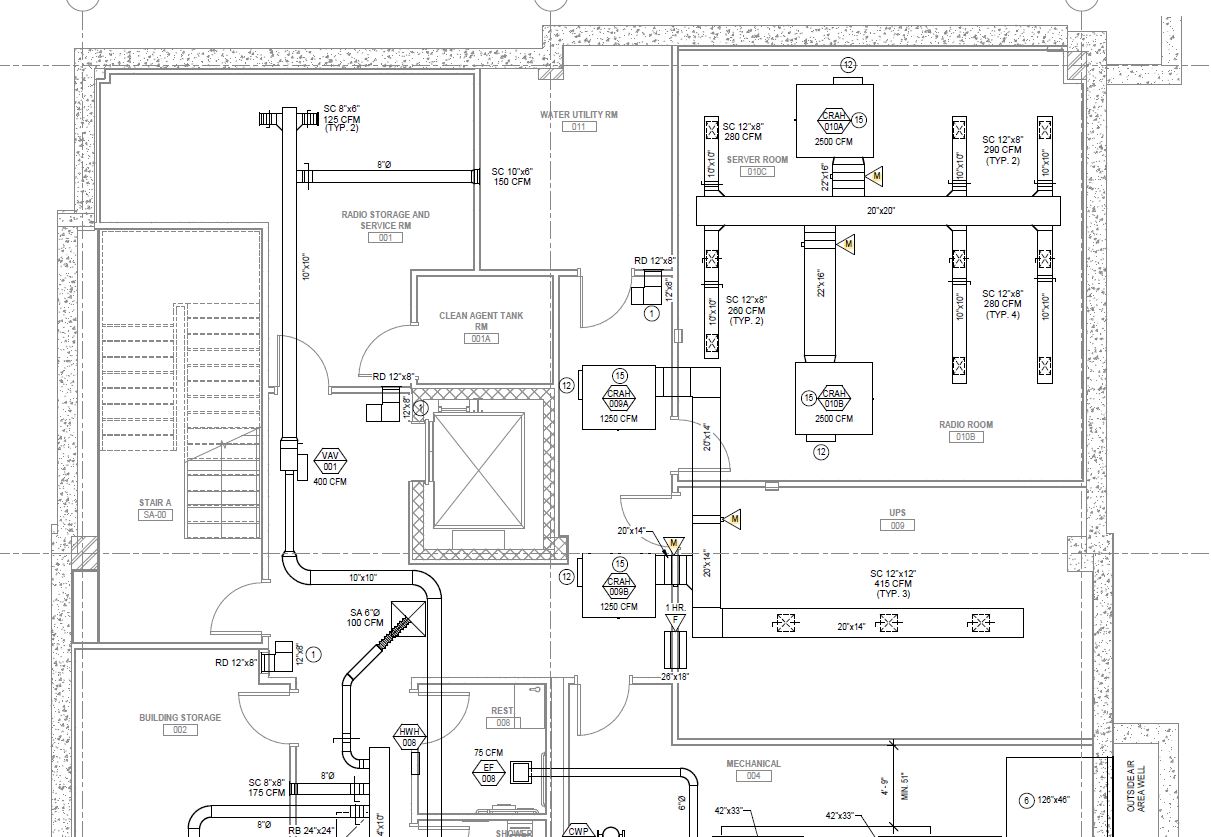 SC 8"x6"
125 CFM
(TYP. 2)
8"Ø
SC 10"x6"
150 CFM
RADIO STORAGE AND
SERVICE RM
001
10"x10"
WATER UTILITY RM
011
12
CRAH
010A
15
2500 CFM
SC 12"x8"
280 CFM
10"x10"
SERVER ROOM
010C
22"x16"
M
SC 12"x8"
290 CFM
(TYP. 2)
10"x10"
10"x10"
20"x20"
M
22"x16"
SC 12"x8"
260 CFM
(TYP. 2)
10"x10"
SC 12"x8"
280 CFM
(TYP. 4)
10"x10"
10"x10"
RD 12"x8"
12"x8"
1
CLEAN AGENT TANK
RM
001A
RD 12"x8"
12"x8"
1
12
15
CRAH
009A
1250 CFM
15
CRAH
010B
2500 CFM
12
RADIO ROOM
010B
20"x14"
VAV
001
400 CFM
STAIR A
SA-00
UPS
009
M
20"x14"
M
20"x14"
12
15
CRAH
009B
1250 CFM
10"x10"
SC 12"x12"
415 CFM
(TYP. 3)
20"x14"
1 HR.
F
26"x18"
SA 6"Ø
100 CFM
RD 12"x8"
12"x8"
1
BUILDING STORAGE
002
REST
008
HWH
008
75 CFM
EF
008
6"Ø
MECHANICAL
004
4'- 9"
MIN. 51"
6
126"x46"
OUTSIDE AIR
AREA WELL
SC 8"x8"
175 CFM
8"Ø
8"Ø
RB 24"x24"
4"x10"
SHOWER
CWP
42"x33"
42"x33"